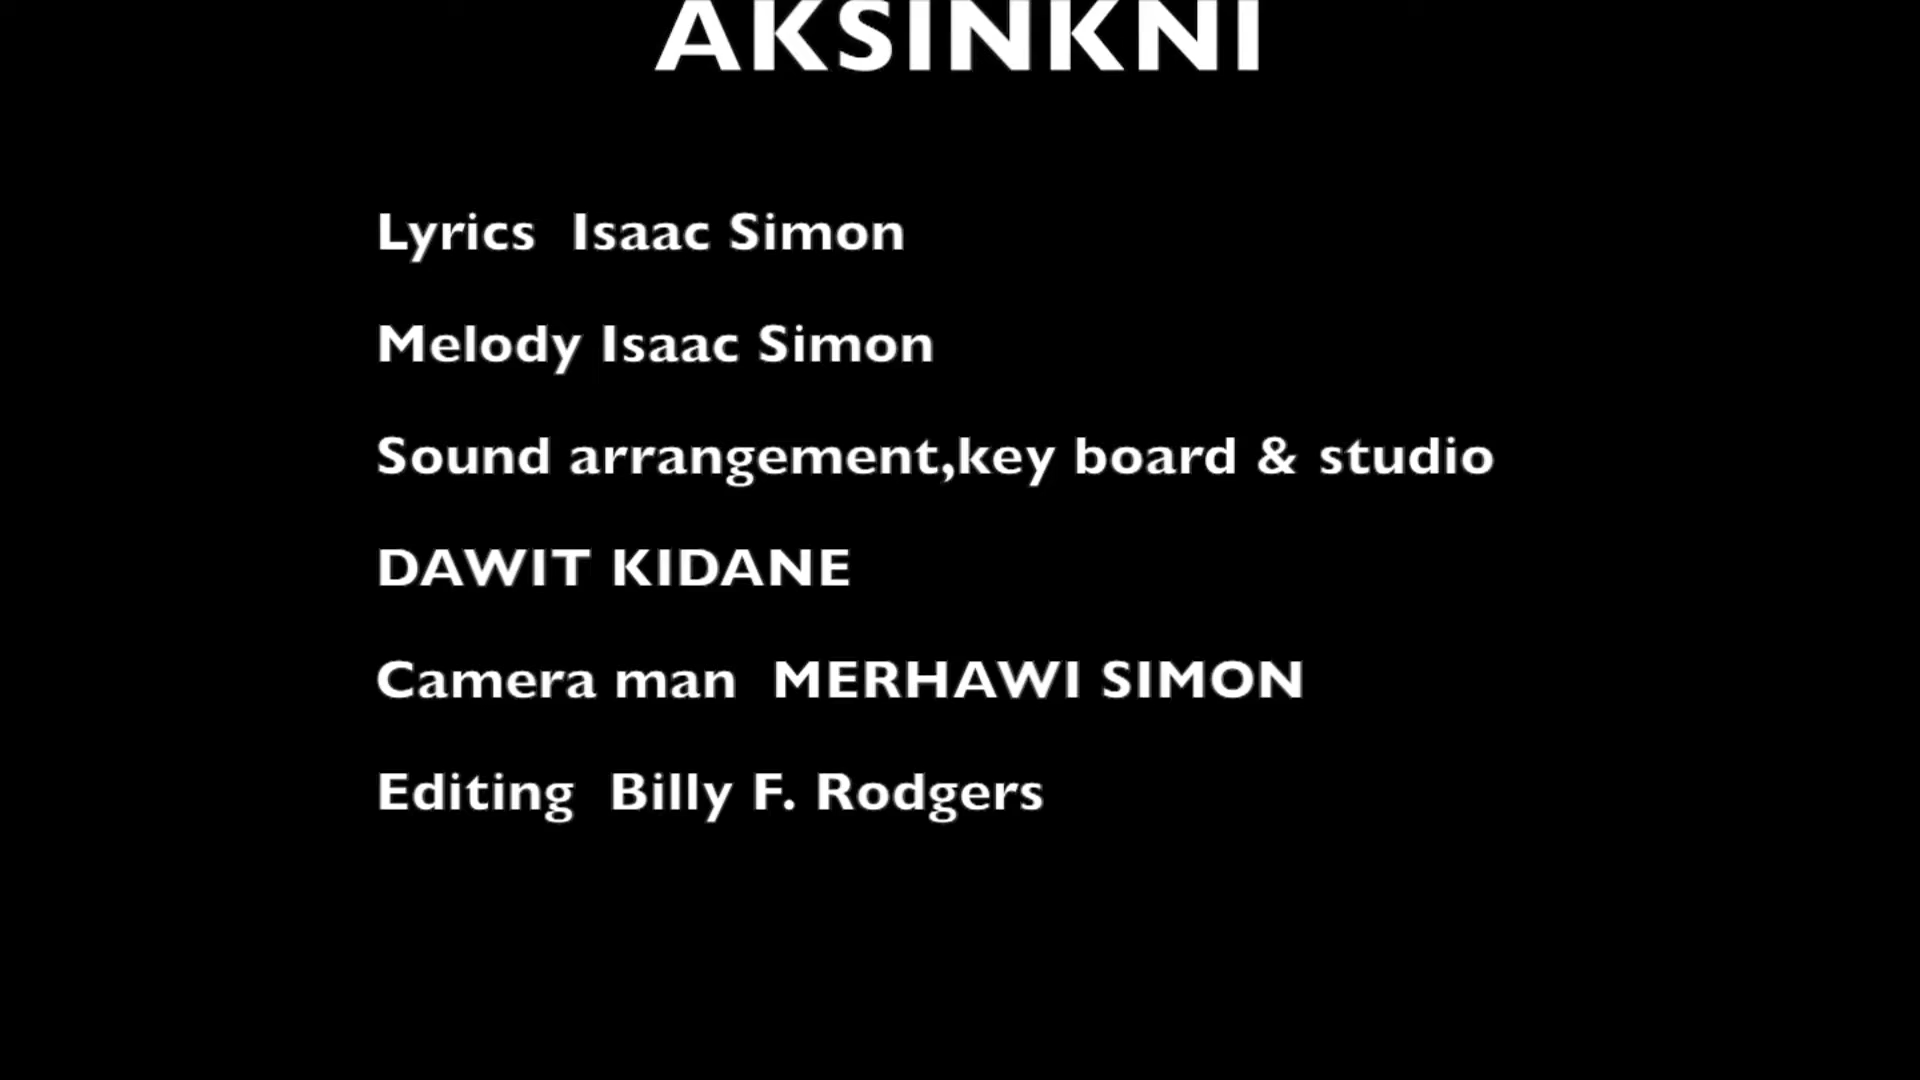 AKSINKNI
Lyrics  Isaac Simon
Melody Isaac Simon
Sound arrangement,key board & studio
DAWIT KIDANE
Camera man  MERHAWI SIMON
Editing  Billy F. Rodgers